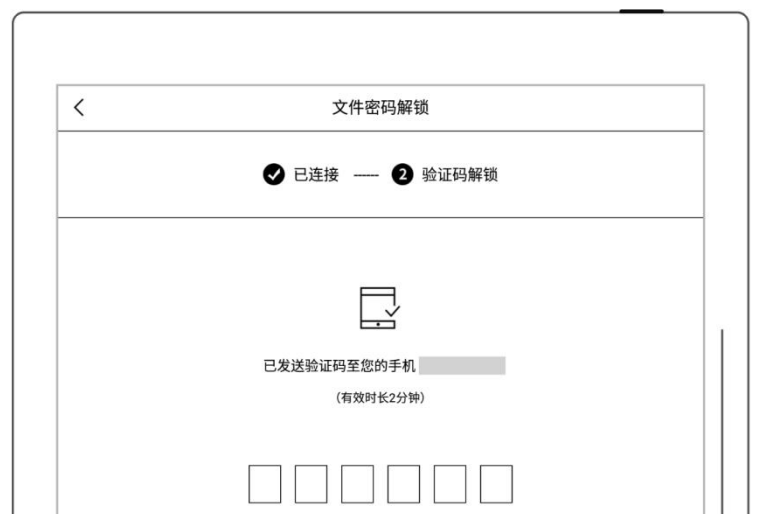 文件密码解锁
已连接 ----- 2 验证码解锁
已发送验证码至您的手机
（有效时长2分钟）